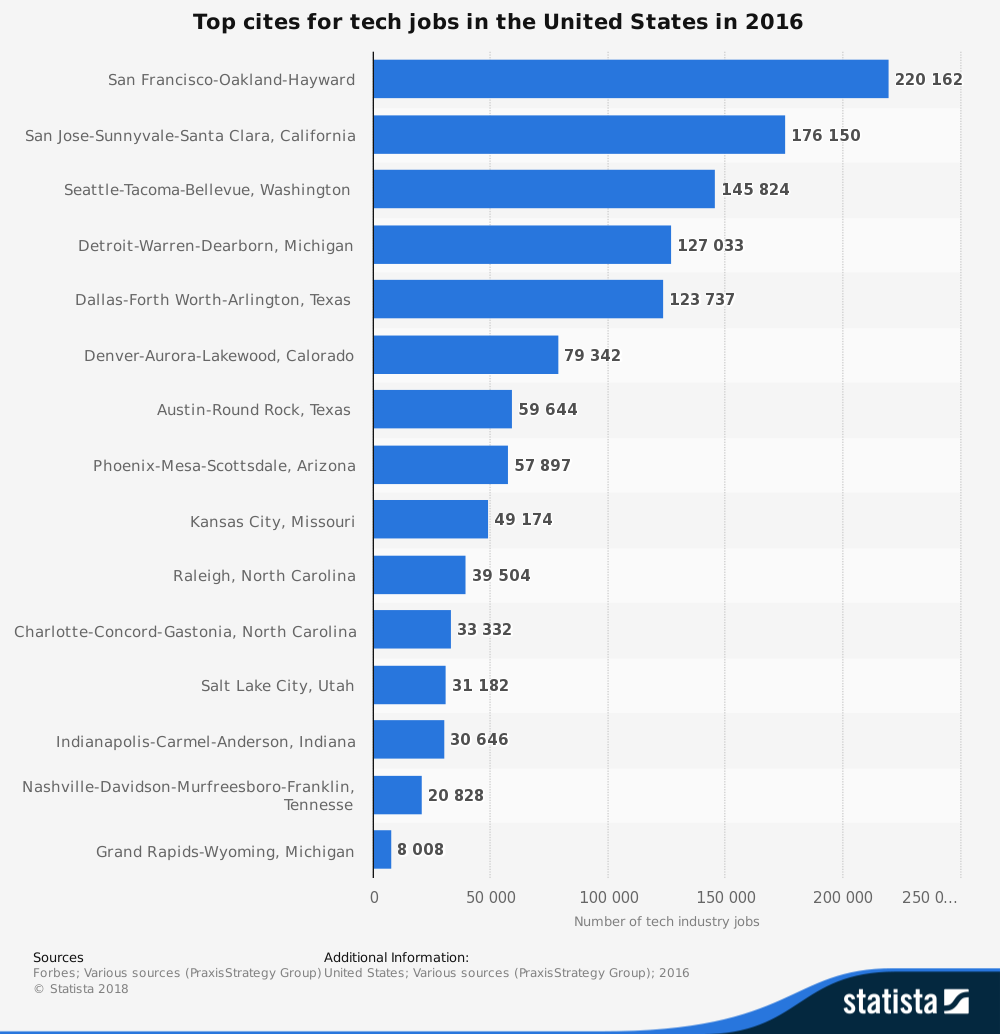 Top cites for tech jobs in the United States in 2016
San Francisco-Oakland-Hayward 220 162
San Jose-Sunnyvale-Santa Clara, California 176 150
Seattle-Tacoma-Bellevue, Washington 145 824
Detroit-Warren-Dearborn, Michigan 127 033
Dallas-Forth Worth-Arlington, Texas 123 737
Denver-Aurora-Lakewood, Calorado 79 342
Austin-Round Rock, Texas 59 644
Phoenix-Mesa-Scottsdale, Arizona 57 897
Kansas City, Missouri 49 174
Raleigh, North Carolina 39 504
Charlotte-Concord-Gastonia, North Carolina 33 332
Salt Lake City, Utah 31 182
Indianapolis-Carmel-Anderson, Indiana 30 646
Nashville-Davidson-Murfreesboro-Franklin,
Tennesse 20 828
Grand Rapids-Wyoming, Michigan 8 008
0 50 000 100 000 150 000 200 000 250 0...
Number of tech industry jobs
Sources Additional Information:
Forbes; Various sources (PraxisStrategy Group) United States; Various sources (PraxisStrategy Group); 2016
© Statista 2018
statista